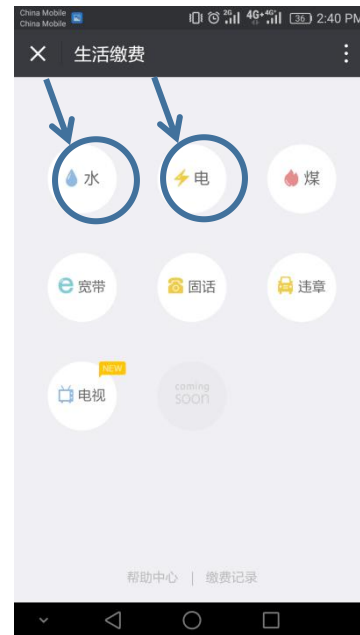 China Mobile
China Mobile
2G 4G+ 4G+ 36 2:40 PM
生活缴费
水 电 煤
宽带 固话 违章
NEW
电视 coming soon
帮助中心 | 缴费记录